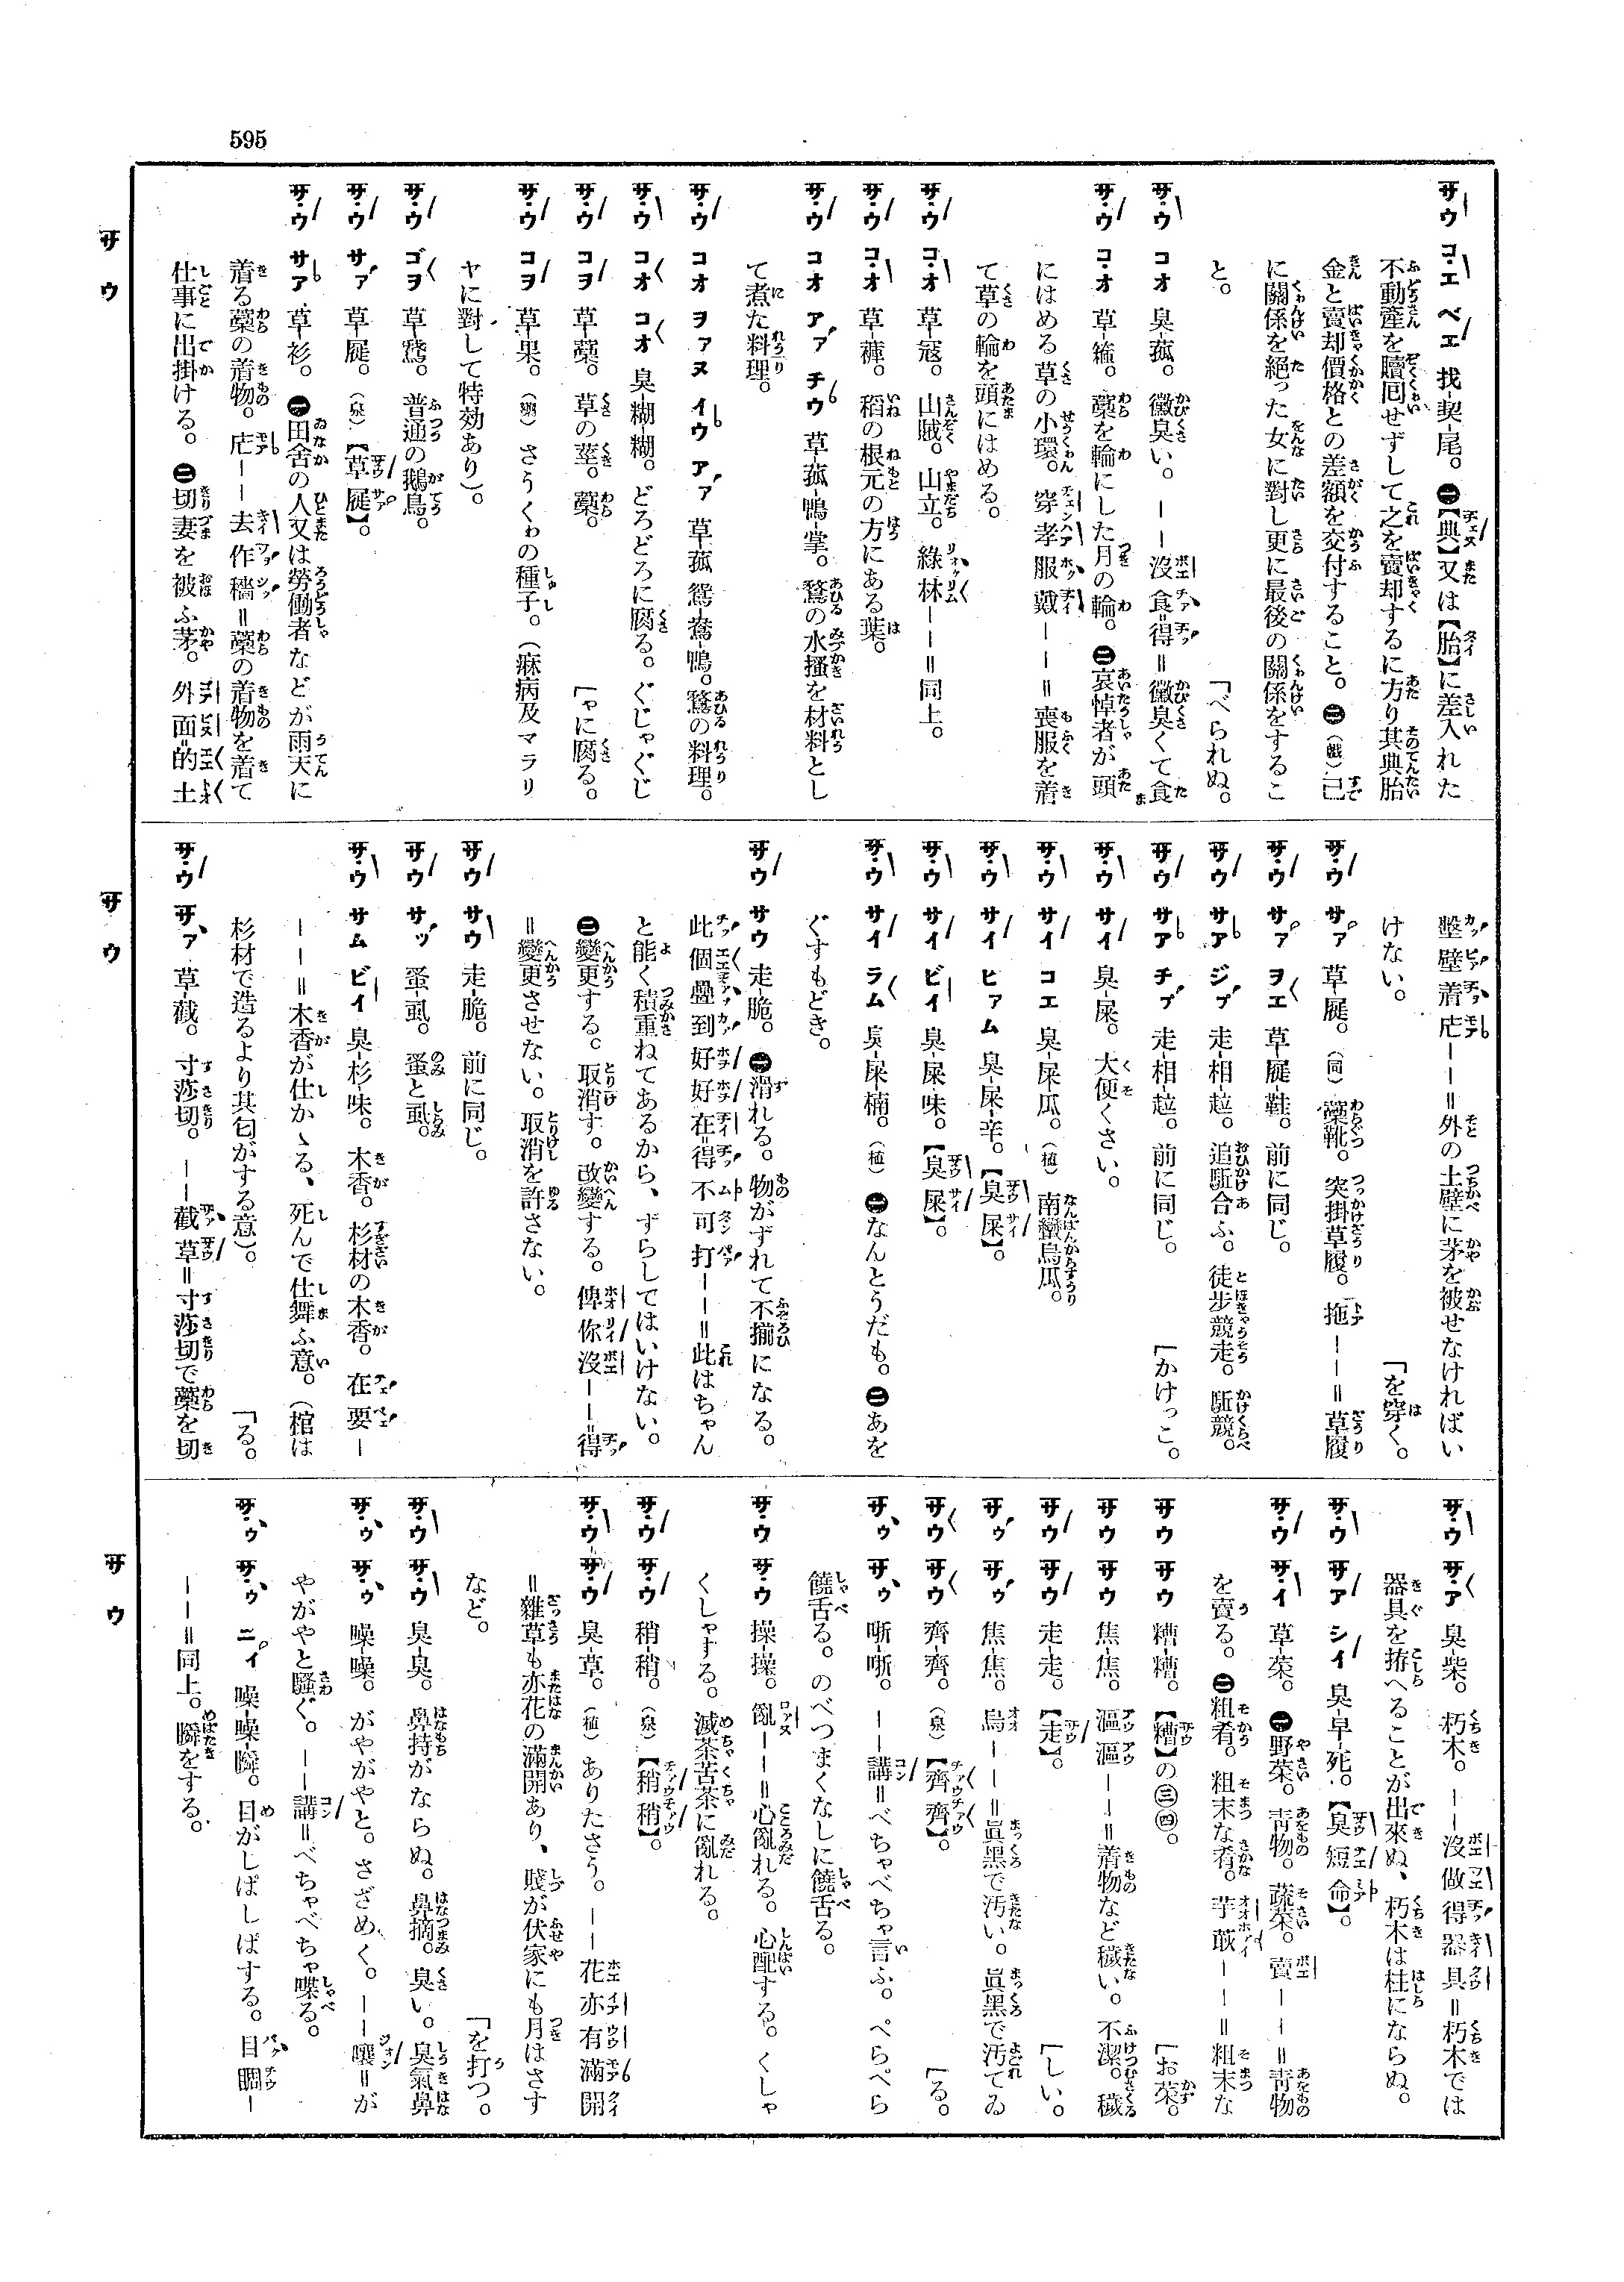 595
サウ コエ ベエ 找-契-尾。㊀【典】又は【胎】に差入れた
不動產を贖回せずして之を賣却するに方り其典胎
金と賣却價格との差額を交付すること。㊁(戲)已
に關係を絕った女に對し更に最後の關係をするこ
と。
サウ コオ 臭-菰。黴臭い。――沒食-得=黴臭くて食
「べられぬ。
サウ コオ 草-箍。藁を輪にした月の輪。㊁哀悼者が頭
にはめる草の小環。穿孝服戴――=喪服を着
て草の輪を頭にはめる。
サウ コオ 草-寇。山賊。山立。綠林――=同上。
サウ コオ 草-褲。稻の根元の方にある葉。
サウ コオ アァ チウ 草-菰-鴨-掌。鶩の水搔を材料とし
て煮た料理。
サウ コオ ヲァヌ イウ アァ 草-菰 鴛-鴦-鴨。鶩の料理。
サウ コオ コオ 臭-糊-糊。どろどろに腐る。ぐじゃぐじ
「ゃに腐る。
サウ コヲ 草-藁。草の莖。藁。
サウ コヲ 草-果。(藥)さうくゎの種子。(痳病及マラリ
ヤに對して特効あり)。
サウ ゴヲ 草-鵞。普通の鵝鳥。
サウ サァ 草-屣。(泉)【草屣】。
サウ サァ 草-衫。㊀田舍の人又は勞働者などが雨天に
着る藁の着物。――去作穡=藁の着物を着て
仕事に出掛ける。㊁切妻を被ふ茅。外面-的土
墼壁着――=外の土壁に茅を被せなければい
けない。
サウ サァ 草-屣。(同)藁靴。突掛草履。拖――=草履
「を穿く。
サウ サァ ヲエ 草-屣-鞋。前に同じ。
サウ サァ ジプ 走-相-趈。追駈合ふ。徒步競走。駈競。
サウ サァ チプ 走-相-趈。前に同じ。
「かけっこ。
サウ サイ 臭-屎。大便くさい。
サウ サイ コエ 臭-屎-瓜。(植)南蠻烏瓜。
サウ サイ ヒァム 臭-屎-辛。【臭屎】。
サウ サイ ビイ 臭-屎-味。【臭屎】。
サウ サイ ラム 臭-屎-楠。(植)㊀なんとうだも。㊁あを
ぐすもどき。
サウ サウ 走-脆。㊀滑れる。物がずれて不揃になる。
此個疊到好好在=得不可打――=此はちゃん
と能く積重ねてあるから、ずらしてはいけない。
㊁變更する。取消す。改變する。俾你沒――=得
=變更させない。取消を許さない。
サウ サウ 走-脆。前に同じ。
サウ サッ 蚤-虱。蚤と虱。
サウ サム ビイ 臭-杉-味。木香。杉材の木香。在要―
――=木香が仕かゝる、死んで仕舞ふ意。(棺は
杉材で造るより其匂がする意)。
サウ サァ 草-截。寸莎切。――截草=寸莎切で藁を切
「る。
サウ サア 臭-柴。朽木。――沒做得器具=朽木では
器具を拵へることが出來ぬ、朽木は柱にならぬ。
サウ サア シイ 臭-早-死。【臭短命】。
サウ サイ 草-菜。㊀野菜。靑物。蔬菜。賣――=靑物
を賣る。㊁粗肴。粗末な肴。芋――=粗末な
「お菜。
サウ サウ 糟-糟。【糟】の㊂㊃。
サウ サウ 焦-焦。漚漚――=着物など穢い。不潔。穢
「しい。
サウ サウ 走-走。【走】。
サゥ サゥ 焦-焦。烏――=眞黑で汚い。眞黑で汚てゐ
「る。
サウ サウ 齊-齊。(泉)【齊齊】。
サゥ サゥ 哳-哳。――講=べちゃべちゃ言ふ。ぺらぺら
饒舌る。のべつまくなしに饒舌る。
サウ サウ 操-操。亂――=心亂れる。心配する。くしゃ
くしゃする。滅茶苦茶に亂れる。
サウ サウ 稍-稍。(泉)【稍稍】。
サウ サウ 臭-草。(植)ありたさう。――花亦有滿開
=雜草も亦花の滿開あり、賤が伏家にも月はさす
など。
サウ サウ 臭-臭。鼻持がならぬ。鼻摘。臭い。臭氣鼻
「を打つ。
サゥ サゥ 噪-噪。がやがやと。さざめく。――嚷=が
やがやと騷ぐ。――講=べちゃべちゃ喋る。
サゥ サゥ ニイ 噪-噪-瞬。目がしぱしぱする。目瞤―
――=同上。瞬をする。
サウ
サウ
サウ